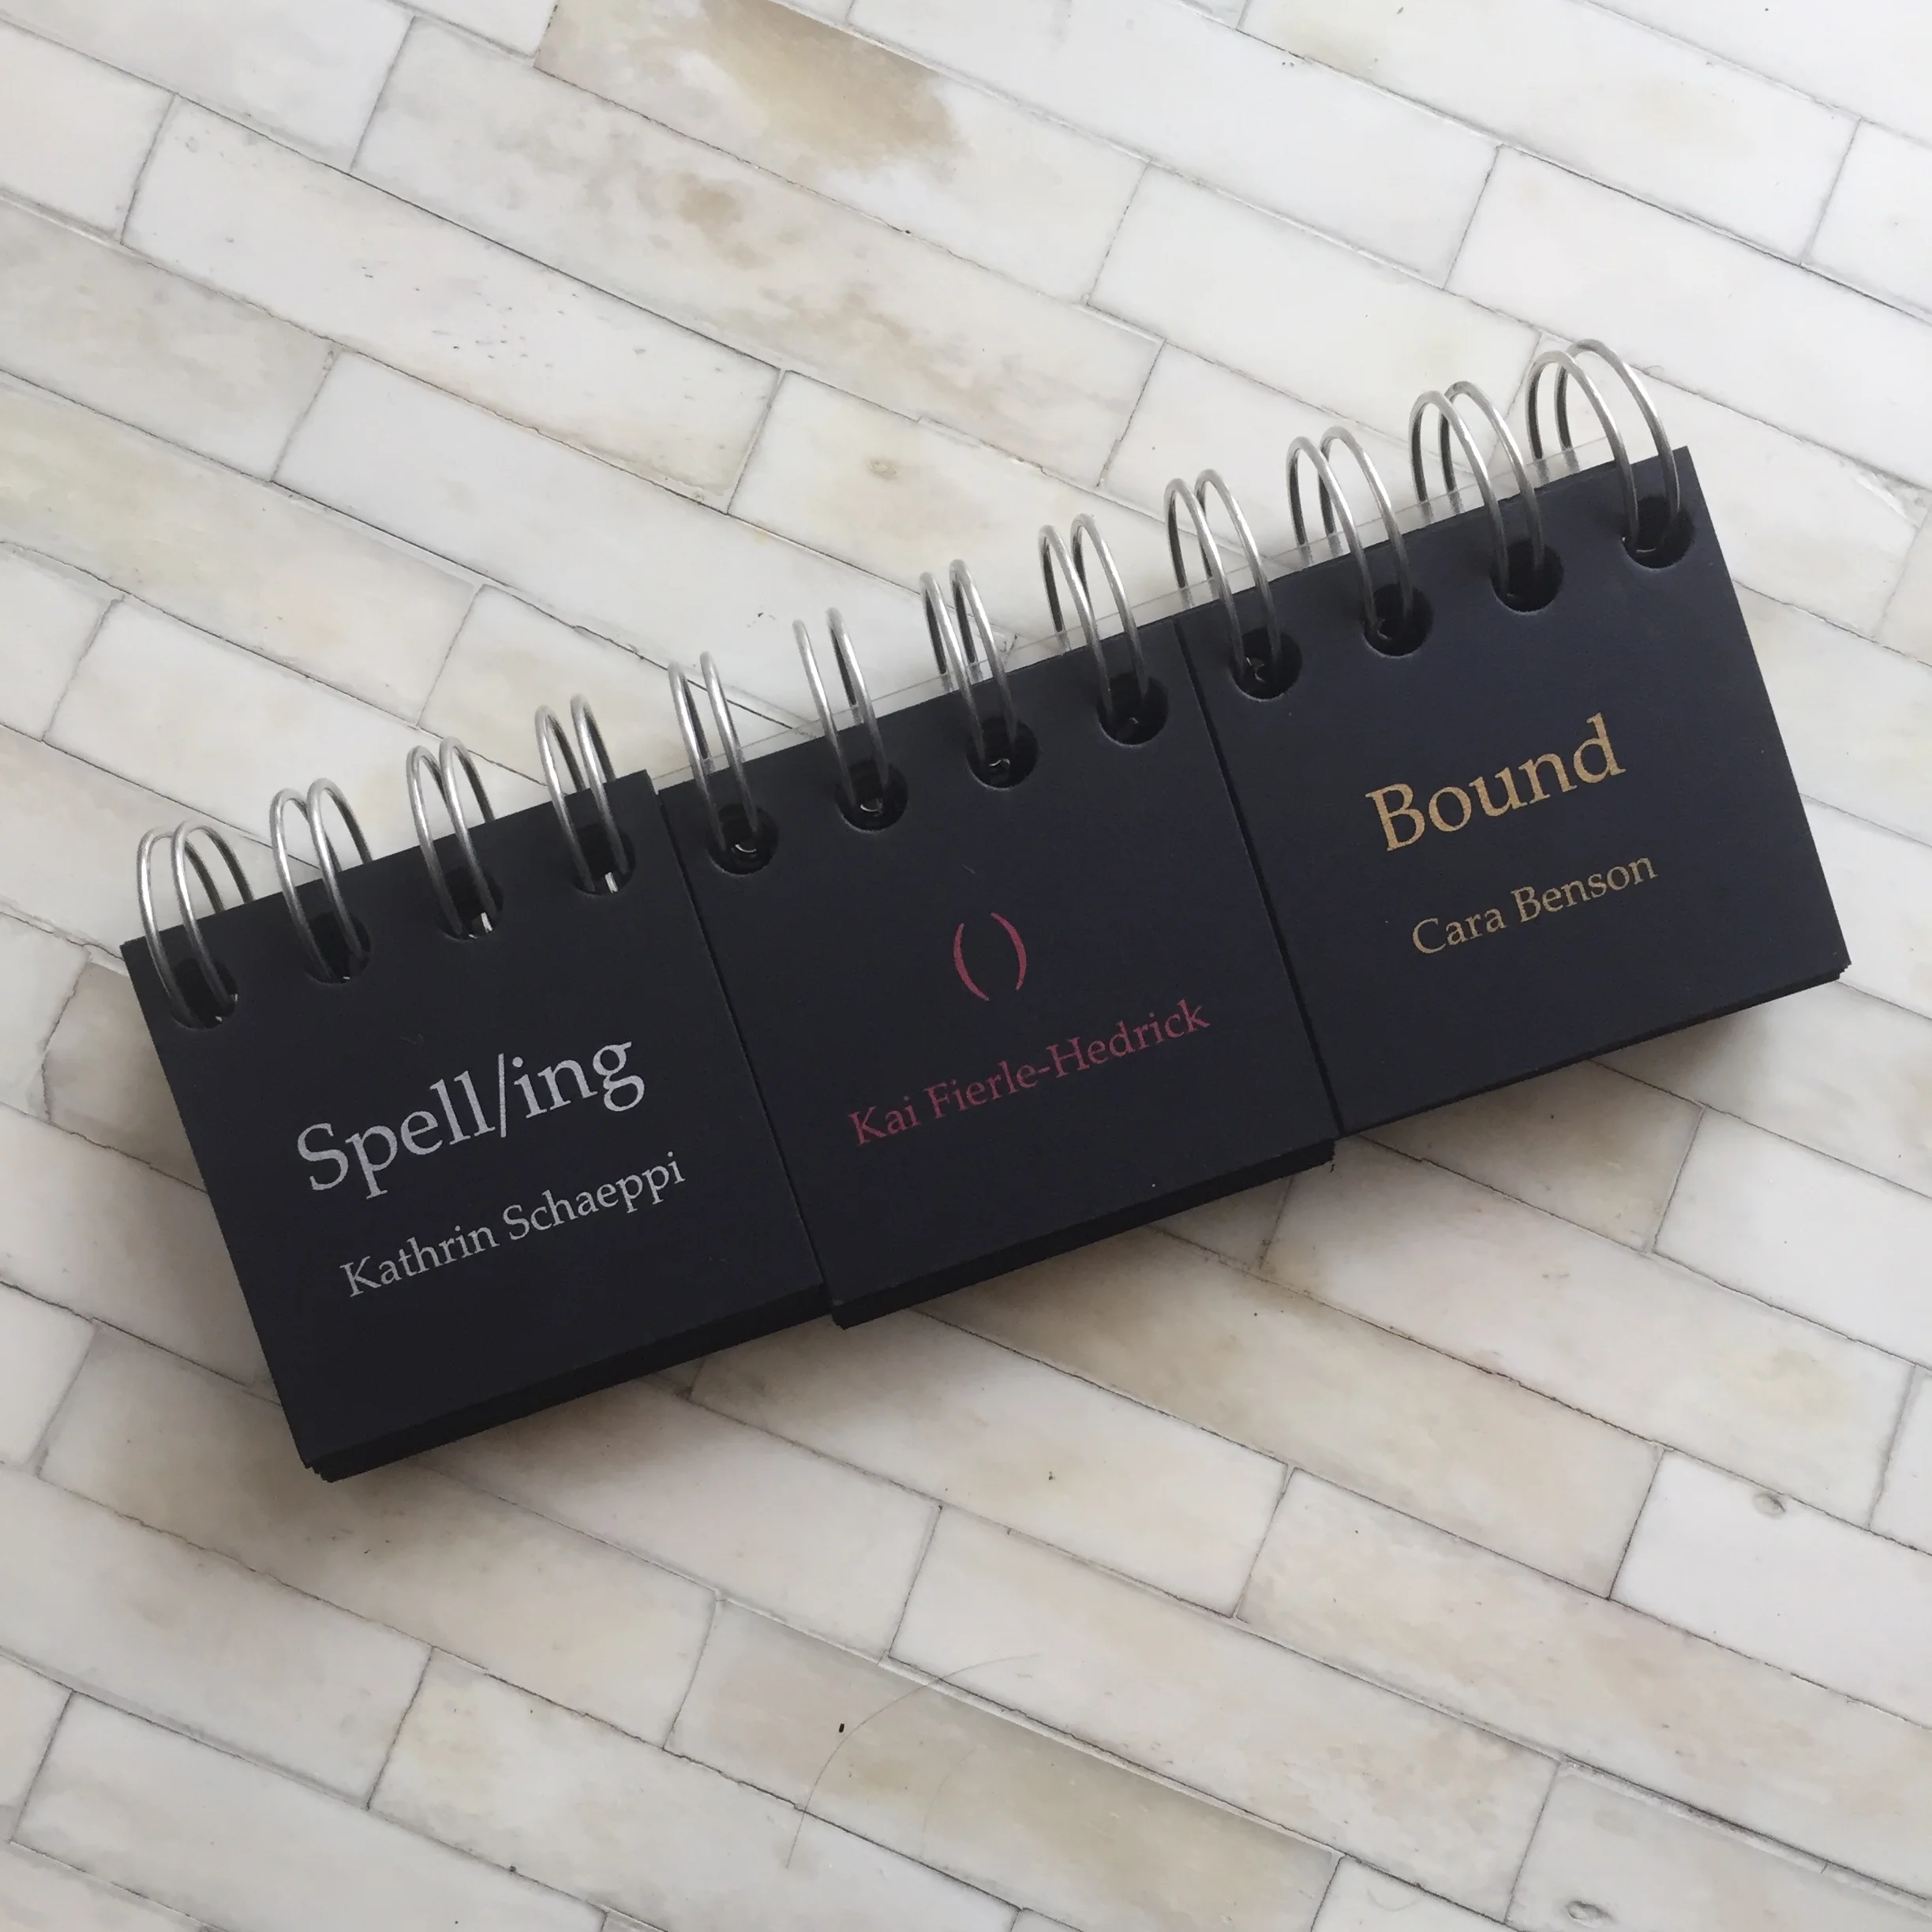 Spell/ing
Kathrin Schaeppi
( )
Kai Fierle-Hedrick
Bound
Cara Benson